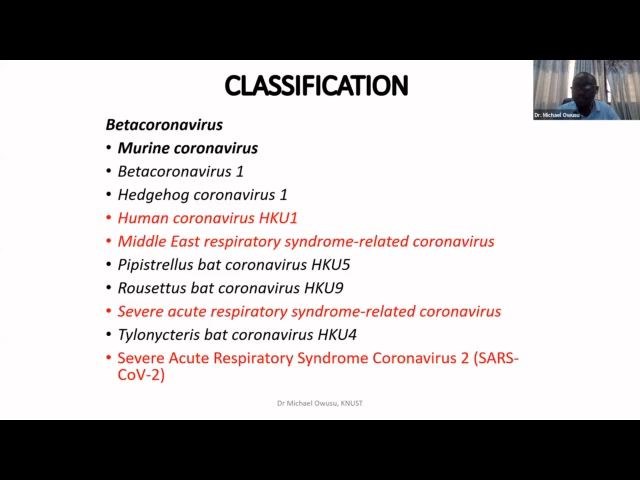 CLASSIFICATION
Dr. Michael Owusu
Betacoronavirus
• Murine coronavirus
• Betacoronavirus 1
• Hedgehog coronavirus 1
• Human coronavirus HKU1
• Middle East respiratory syndrome-related coronavirus
• Pipistrellus bat coronavirus HKU5
• Rousettus bat coronavirus HKU9
• Severe acute respiratory syndrome-related coronavirus
• Tylonycteris bat coronavirus HKU4
• Severe Acute Respiratory Syndrome Coronavirus 2 (SARS-
CoV-2)
Dr Michael Owusu, KNUST